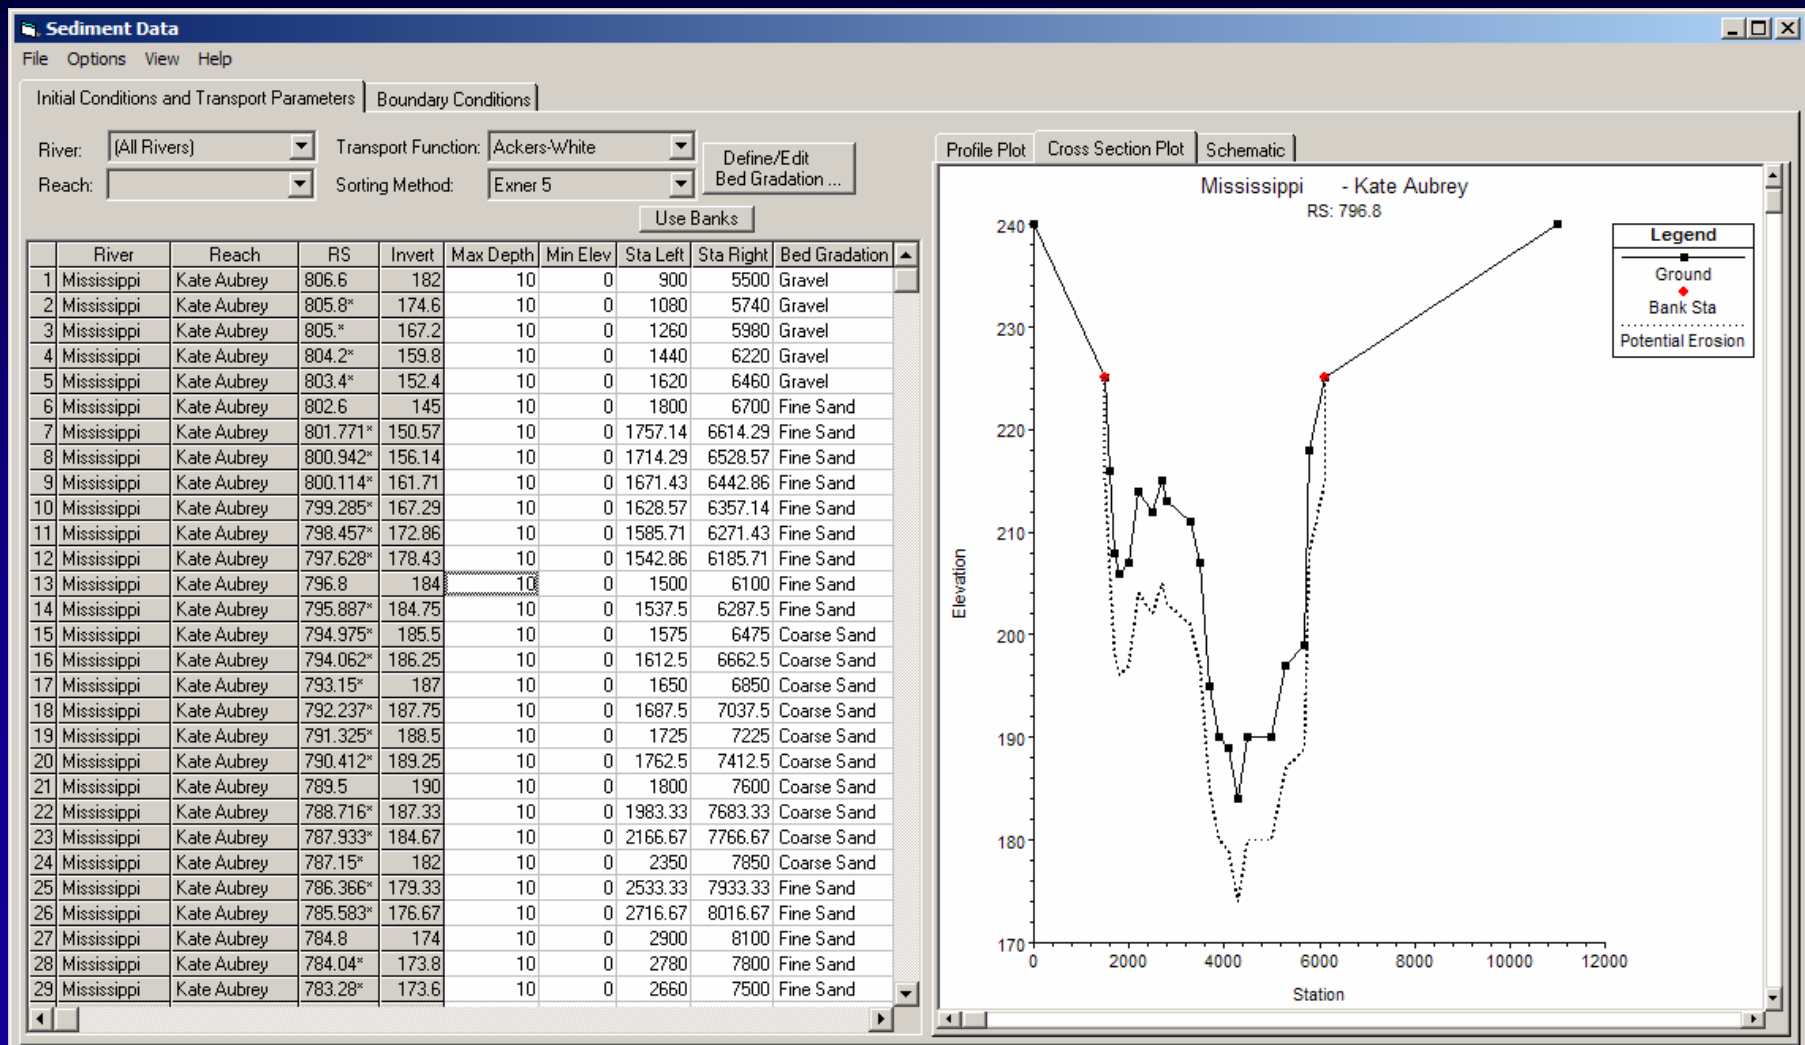 Sediment Data
File Options View Help
Initial Conditions and Transport Parameters Boundary Conditions
River: (All Rivers) Transport Function: Ackers-White
Reach: Sorting Method: Exner 5
Define/Edit
Bed Gradation ...
Use Banks
River Reach RS Invert Max Depth Min Elev Sta Left Sta Right Bed Gradation
1 Mississippi Kate Aubrey 806.6 182 10 0 900 5500 Gravel
2 Mississippi Kate Aubrey 805.8* 174.6 10 0 1080 5740 Gravel
3 Mississippi Kate Aubrey 805.* 167.2 10 0 1260 5980 Gravel
4 Mississippi Kate Aubrey 804.2* 159.8 10 0 1440 6220 Gravel
5 Mississippi Kate Aubrey 803.4* 152.4 10 0 1620 6460 Gravel
6 Mississippi Kate Aubrey 802.6 145 10 0 1800 6700 Fine Sand
7 Mississippi Kate Aubrey 801.771* 150.57 10 0 1757.14 6614.29 Fine Sand
8 Mississippi Kate Aubrey 800.942* 156.14 10 0 1714.29 6528.57 Fine Sand
9 Mississippi Kate Aubrey 800.114* 161.71 10 0 1671.43 6442.86 Fine Sand
10 Mississippi Kate Aubrey 799.285* 167.29 10 0 1628.57 6357.14 Fine Sand
11 Mississippi Kate Aubrey 798.457* 172.86 10 0 1585.71 6271.43 Fine Sand
12 Mississippi Kate Aubrey 797.628* 178.43 10 0 1542.86 6185.71 Fine Sand
13 Mississippi Kate Aubrey 796.8 184 10 0 1500 6100 Fine Sand
14 Mississippi Kate Aubrey 795.887* 184.75 10 0 1537.5 6287.5 Fine Sand
15 Mississippi Kate Aubrey 794.975* 185.5 10 0 1575 6475 Coarse Sand
16 Mississippi Kate Aubrey 794.062* 186.25 10 0 1612.5 6662.5 Coarse Sand
17 Mississippi Kate Aubrey 793.15* 187 10 0 1650 6850 Coarse Sand
18 Mississippi Kate Aubrey 792.237* 187.75 10 0 1687.5 7037.5 Coarse Sand
19 Mississippi Kate Aubrey 791.325* 188.5 10 0 1725 7225 Coarse Sand
20 Mississippi Kate Aubrey 790.412* 189.25 10 0 1762.5 7412.5 Coarse Sand
21 Mississippi Kate Aubrey 789.5 190 10 0 1800 7600 Coarse Sand
22 Mississippi Kate Aubrey 788.716* 187.33 10 0 1983.33 7683.33 Coarse Sand
23 Mississippi Kate Aubrey 787.933* 184.67 10 0 2166.67 7766.67 Coarse Sand
24 Mississippi Kate Aubrey 787.15* 182 10 0 2350 7850 Coarse Sand
25 Mississippi Kate Aubrey 786.366* 179.33 10 0 2533.33 7933.33 Fine Sand
26 Mississippi Kate Aubrey 785.583* 176.67 10 0 2716.67 8016.67 Fine Sand
27 Mississippi Kate Aubrey 784.8 174 10 0 2900 8100 Fine Sand
28 Mississippi Kate Aubrey 784.04* 173.8 10 0 2780 7800 Fine Sand
29 Mississippi Kate Aubrey 783.28* 173.6 10 0 2660 7500 Fine Sand
Profile Plot Cross Section Plot Schematic
Mississippi - Kate Aubrey
RS: 796.8
Legend
Ground
Bank Sta
Potential Erosion
Elevation
240
230
220
210
200
190
180
170
0 2000 4000 6000 8000 10000 12000
Station